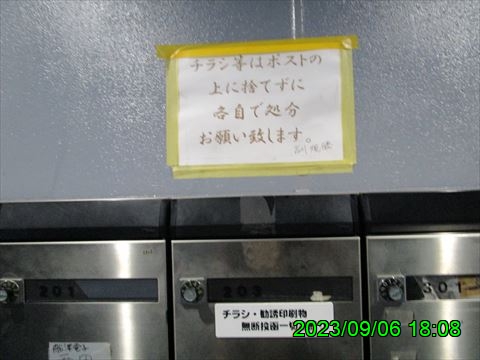 チラシ等はポストの
上に捨てずに
各自で処分
お願い致します。
201
203
301
チラシ・勧誘印刷物
無断投函一切
2023/09/06 18:08